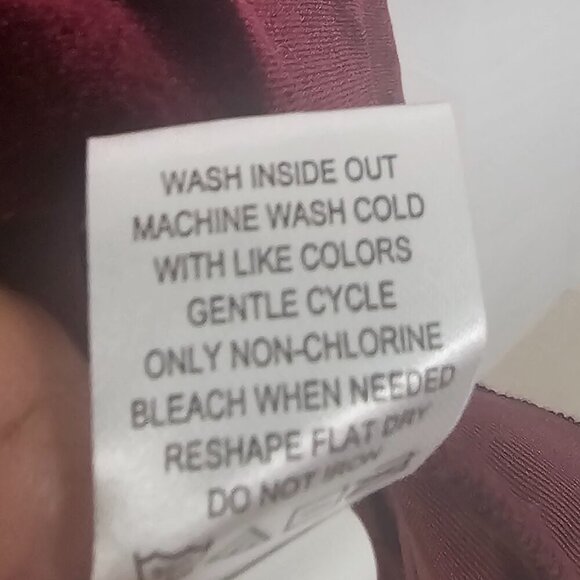 WASH INSIDE OUT
MACHINE WASH COLD
WITH LIKE COLORS
GENTLE CYCLE
ONLY NON-CHLORINE
BLEACH WHEN NEEDED
RESHAPE FLAT DRY
DO NOT IRON